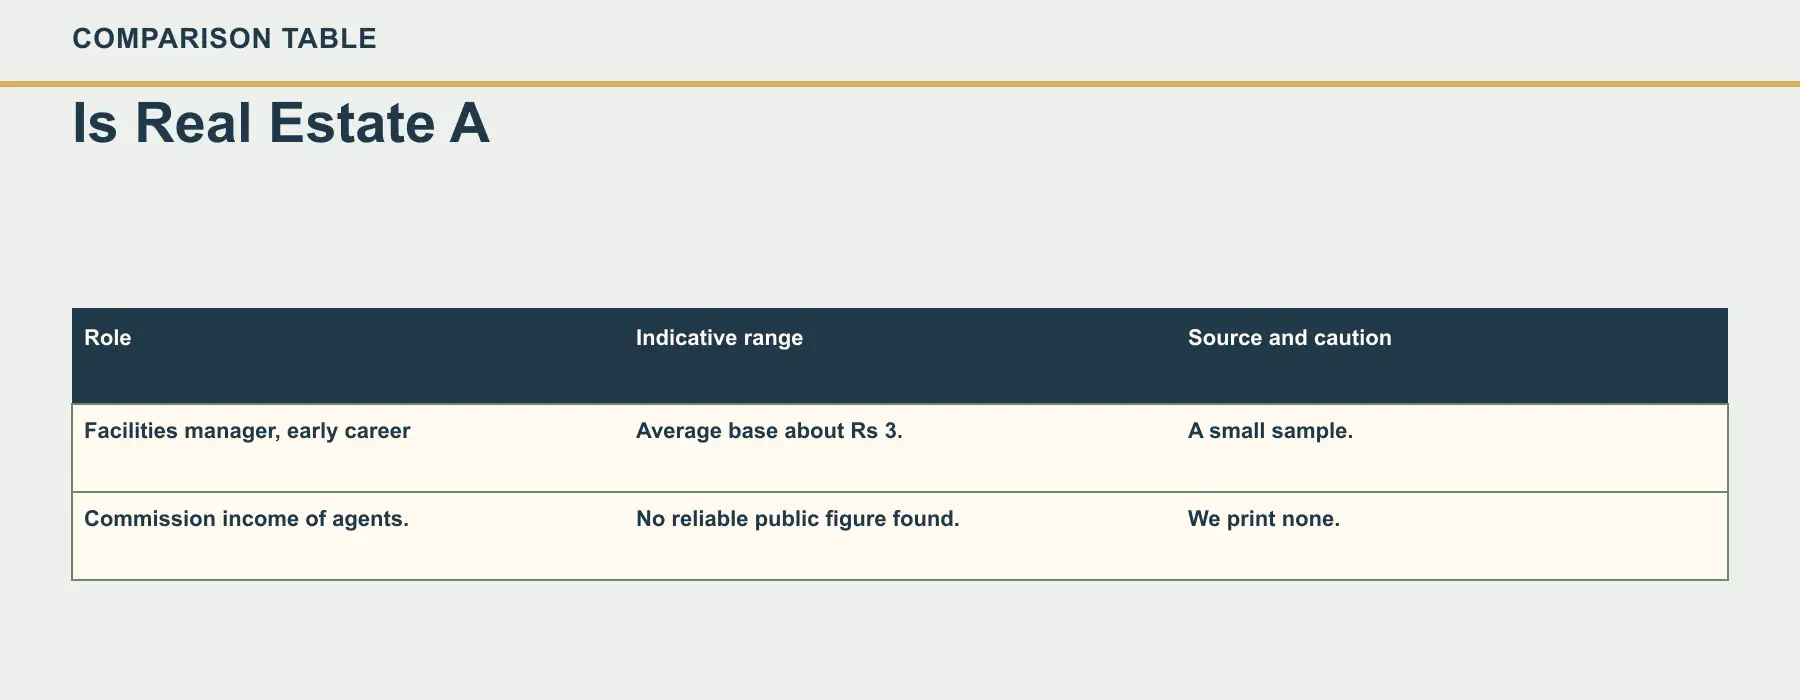 COMPARISON TABLE
Is Real Estate A
Role Indicative range Source and caution
Facilities manager, early career Average base about Rs 3. A small sample.
Commission income of agents. No reliable public figure found. We print none.